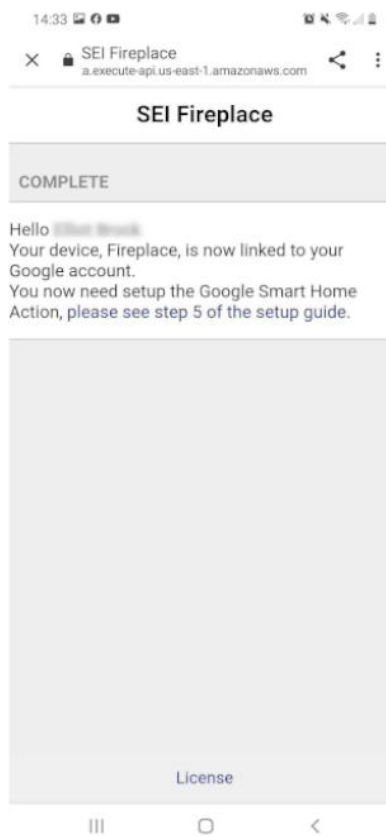 14:33
SEI Fireplace
a.execute-api.us-east-1.amazonaws.com
SEI Fireplace
COMPLETE
Hello
Your device, Fireplace, is now linked to your
Google account.
You now need setup the Google Smart Home
Action, please see step 5 of the setup guide.
License